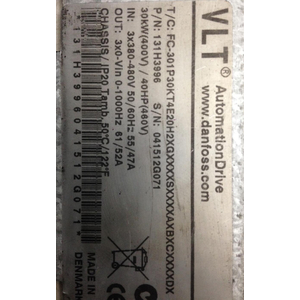 VLT®
AutomationDrive
www.danfoss.com
T/C: FC-301P30KT4E20H2XGXXXXSXXXXAXBXCXXXXDX
P/N: 131H3996 S/N: 041512G071
30kW(400V) / 40HP(460V)
IN: 3x380-480V 50/60Hz 55/47A
OUT: 3x0-Vin 0-1000Hz 61/52A
CHASSIS / IP20 Tamb. 50°C/122°F
*131H3996041512G071*
MADE IN
DENMARK
CE